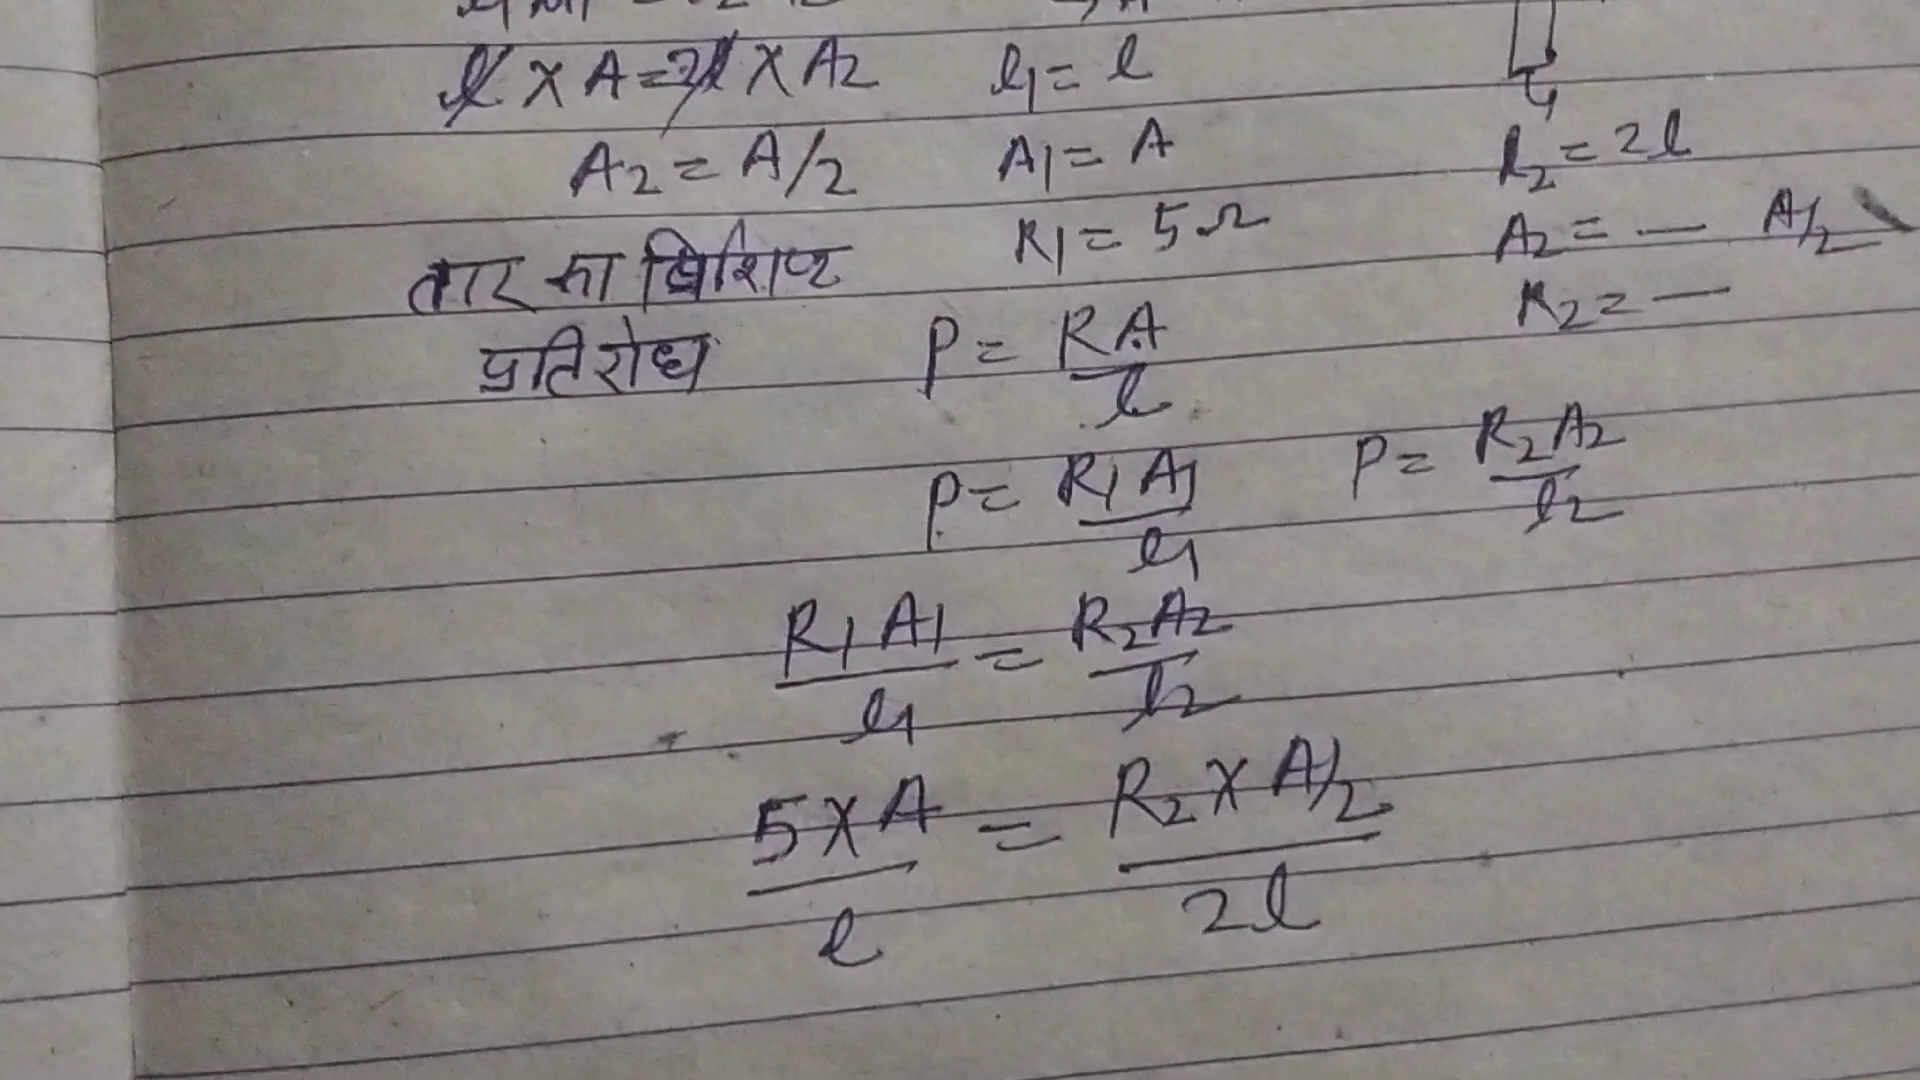 l × A = 2l × A2 l1 = l
A2 = A/2 A1 = A l2 = 2l
तार का विशिष्ट R1 = 5Ω A2 = — A/2
प्रतिरोध P = RA/l R2 = —
P = R1A1/l1 P = R2A2/l2
R1A1/l1 = R2A2/l2
5×A/l = R2×A/2/2l